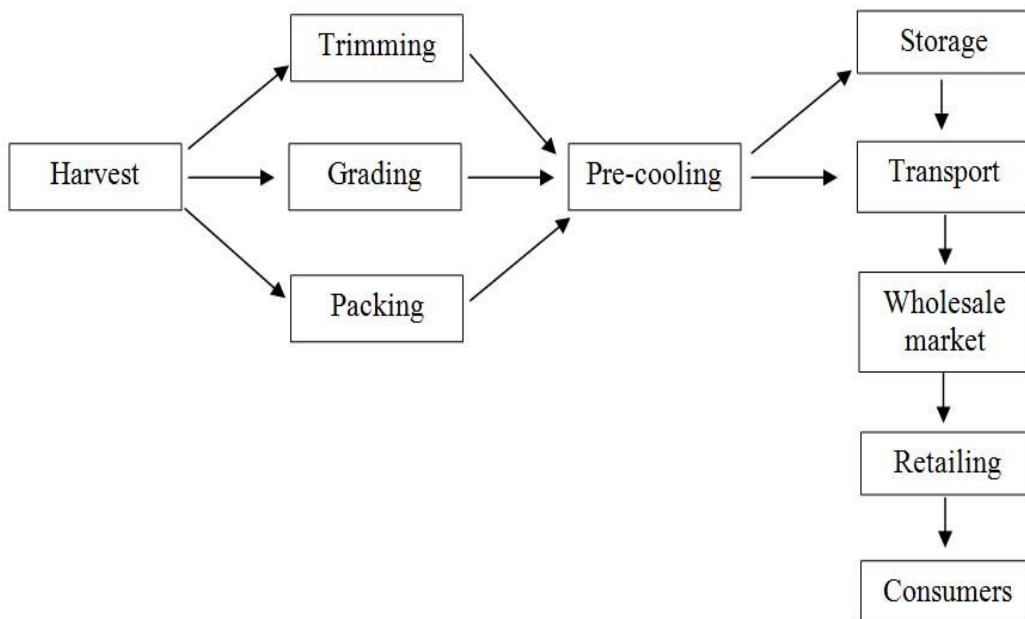 Trimming
Storage
Harvest
Grading
Pre-cooling
Transport
Packing
Wholesale
market
Retailing
Consumers